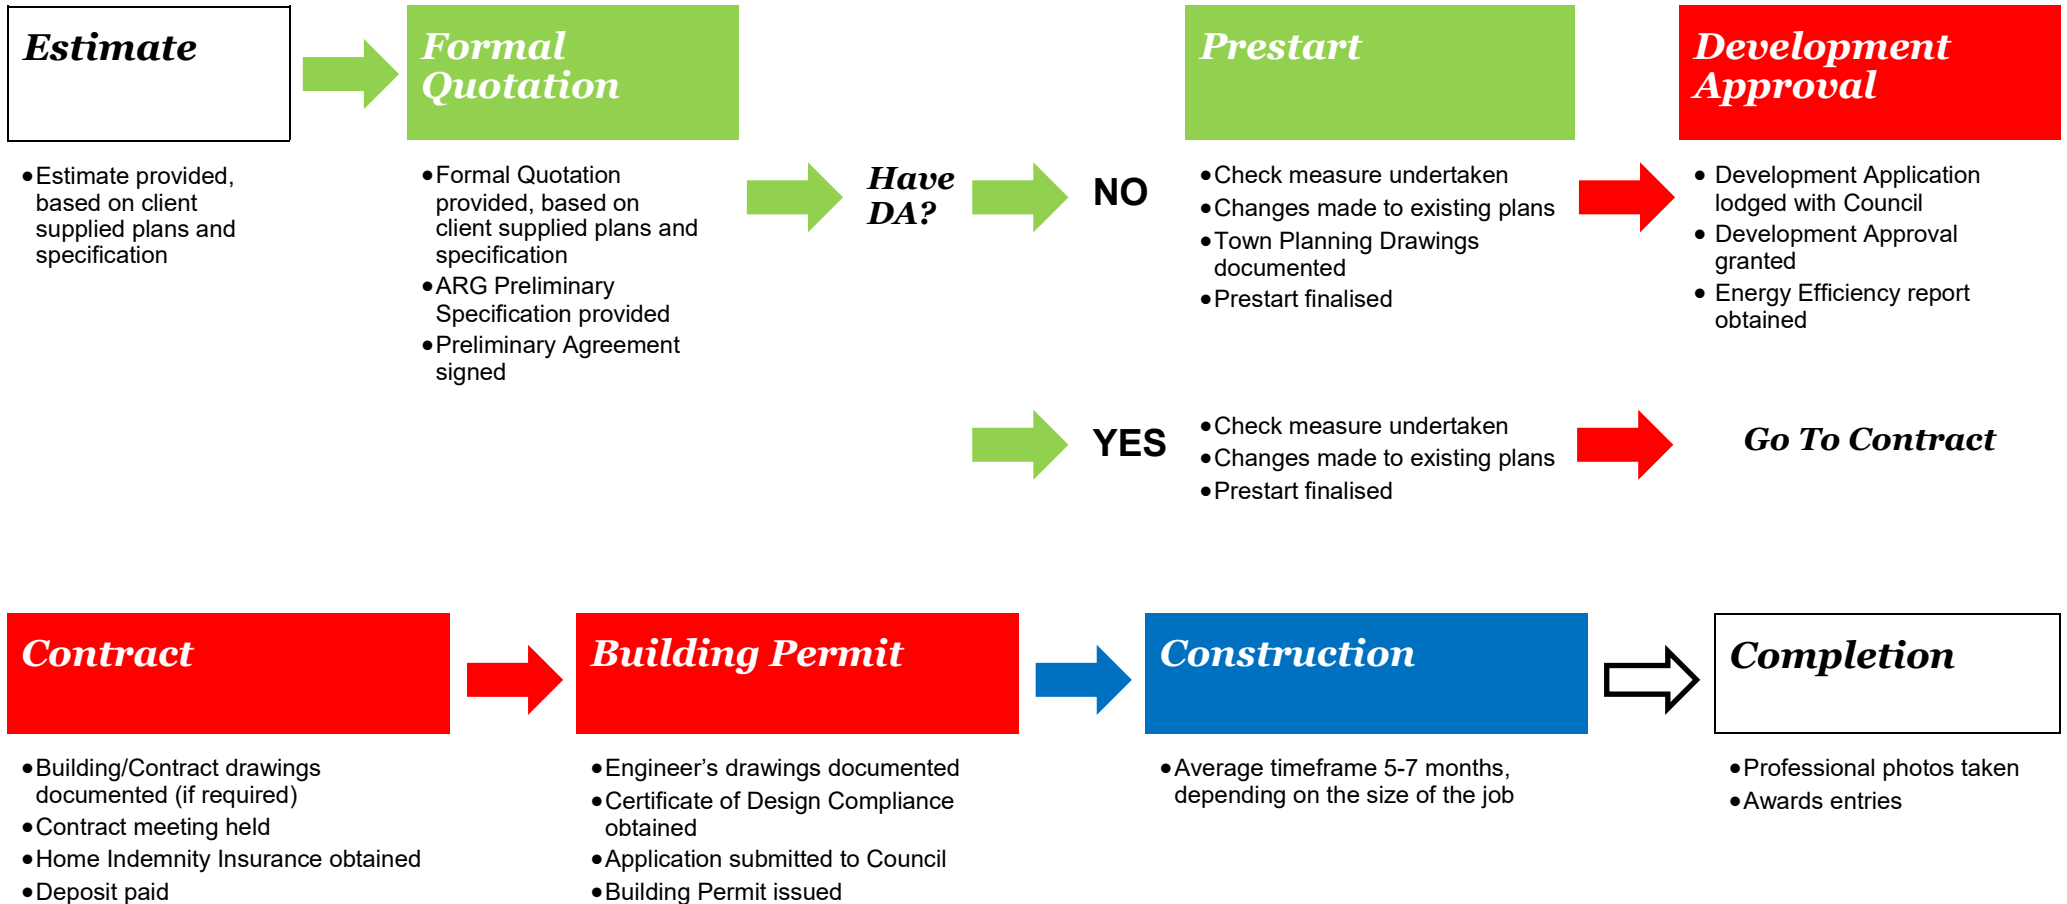 Estimate
•Estimate provided,
based on client
supplied plans and
specification
Formal
Quotation
•Formal Quotation
provided, based on
client supplied plans and
specification
•ARG Preliminary
Specification provided
•Preliminary Agreement
signed
Have
DA?
NO
Prestart
•Check measure undertaken
•Changes made to existing plans
•Town Planning Drawings
documented
•Prestart finalised
Development
Approval
• Development Application
lodged with Council
• Development Approval
granted
• Energy Efficiency report
obtained
YES
•Check measure undertaken
•Changes made to existing plans
•Prestart finalised
Go To Contract
Contract
•Building/Contract drawings
documented (if required)
•Contract meeting held
•Home Indemnity Insurance obtained
•Deposit paid
Building Permit
•Engineer’s drawings documented
•Certificate of Design Compliance
obtained
•Application submitted to Council
•Building Permit issued
Construction
•Average timeframe 5-7 months,
depending on the size of the job
Completion
•Professional photos taken
•Awards entries